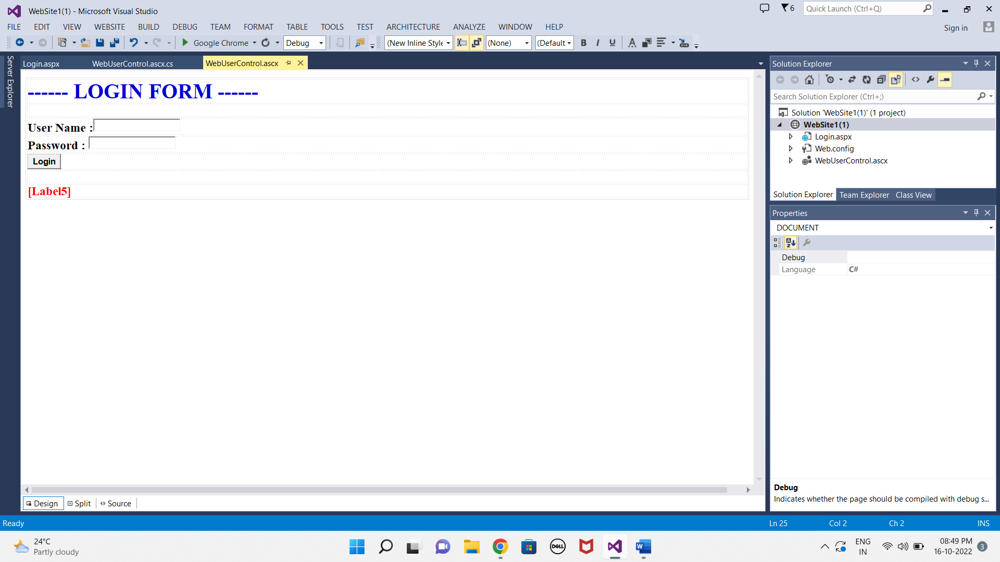 WebSite1(1) - Microsoft Visual Studio
6
Quick Launch (Ctrl+Q)
FILE EDIT VIEW WEBSITE BUILD DEBUG TEAM FORMAT TABLE TOOLS TEST ARCHITECTURE ANALYZE WINDOW HELP
Sign in
Google Chrome Debug (New Inline Style (None) (Default B I U A
Server Explorer
Login.aspx WebUserControl.ascx.cs WebUserControl.ascx
------ LOGIN FORM ------
User Name :
Password :
Login
[Label5]
Design Split Source
Solution Explorer
Search Solution Explorer (Ctrl+;)
Solution 'WebSite1(1)' (1 project)
WebSite1(1)
Login.aspx
Web.config
WebUserControl.ascx
Solution Explorer Team Explorer Class View
Properties
DOCUMENT
Debug
Language C#
Debug
Indicates whether the page should be compiled with debug s...
Ready Ln 25 Col 2 Ch 2 INS
24°C
Partly cloudy
DELL
W
ENG
IN
08:49 PM
16-10-2022
3